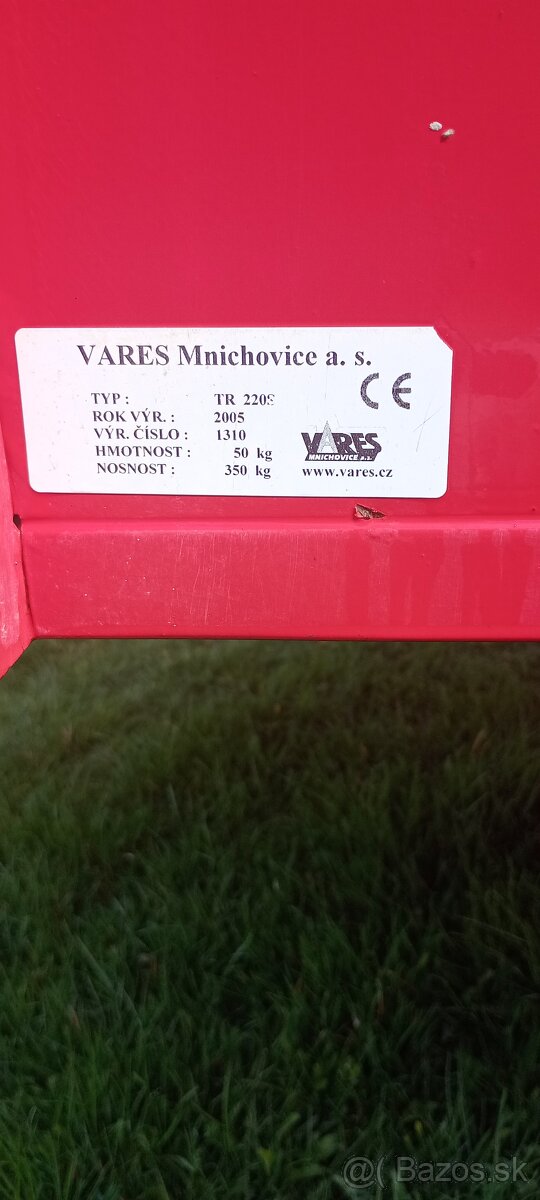 VARES Mnichovice a. s.
TYP : TR 220S
ROK VÝR. : 2005
VÝR. ČÍSLO : 1310
HMOTNOST : 50 kg
NOSNOST : 350 kg
CE
VARES
MNICHOVICE a.s.
www.vares.cz
@ Bazos.sk